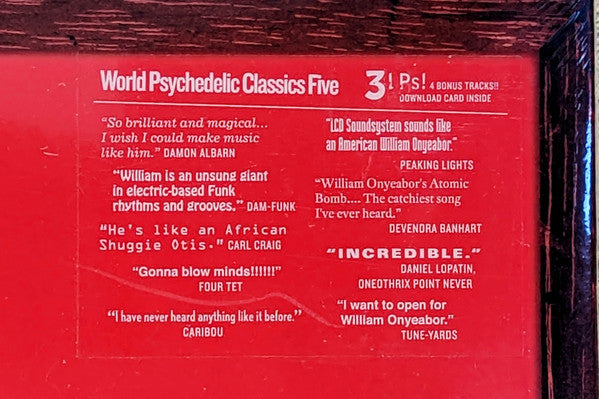 World Psychedelic Classics Five
3 LPs! 4 BONUS TRACKS!!
DOWNLOAD CARD INSIDE
“So brilliant and magical...
I wish I could make music
like him.” DAMON ALBARN
“William is an unsung giant
in electric-based Funk
rhythms and grooves.” DAM-FUNK
“He's like an African
Shuggie Otis.” CARL CRAIG
“Gonna blow minds!!!!!!”
FOUR TET
“I have never heard anything like it before.”
CARIBOU
“LCD Soundsystem sounds like
an American William Onyeabor.”
PEAKING LIGHTS
“William Onyeabor's Atomic
Bomb.... The catchiest song
I've ever heard.”
DEVENDRA BANHART
“INCREDIBLE.”
DANIEL LOPATIN,
ONEOTHRIX POINT NEVER
“I want to open for
William Onyeabor.”
TUNE-YARDS